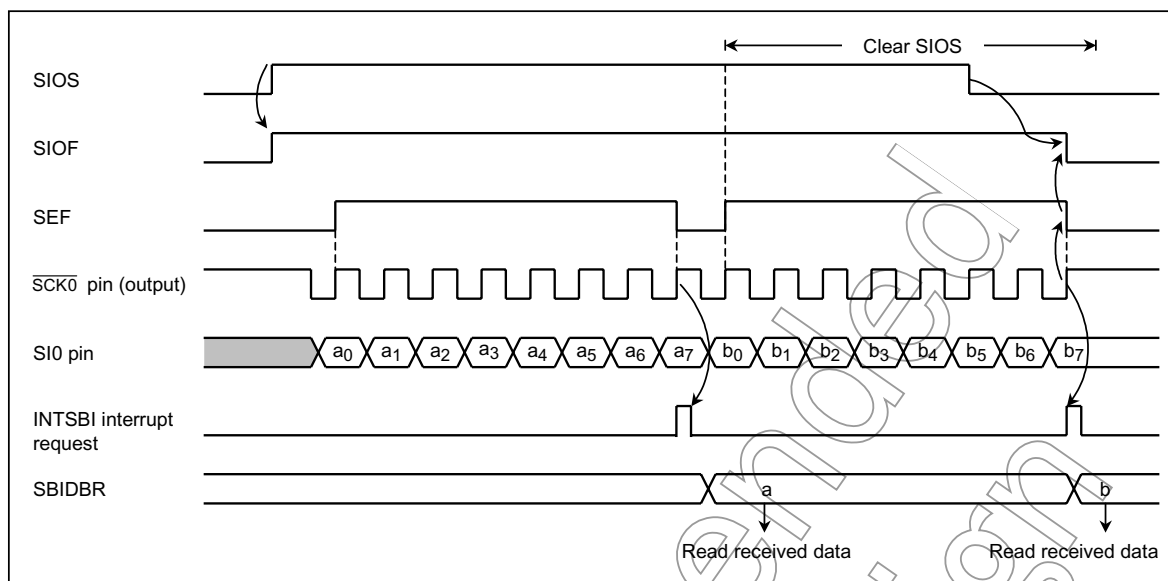 Clear SIOS
SIOS
SIOF
SEF
SCK0 pin (output)
SI0 pin
a0 a1 a2 a3 a4 a5 a6 a7 b0 b1 b2 b3 b4 b5 b6 b7
INTSBI interrupt
request
SBIDBR
a b
Read received data Read received data